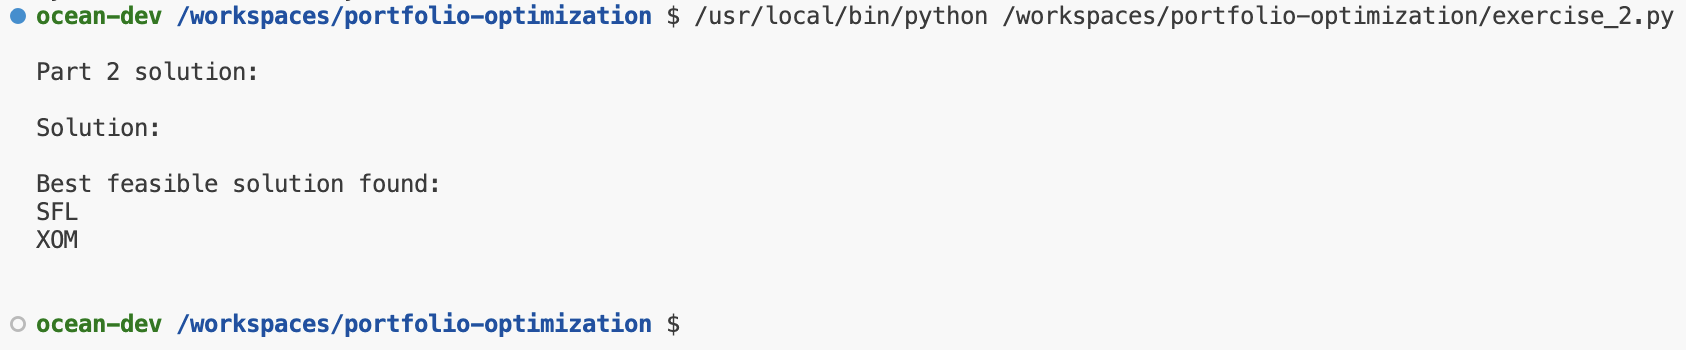 ocean-dev /workspaces/portfolio-optimization $ /usr/local/bin/python /workspaces/portfolio-optimization/exercise_2.py
Part 2 solution:
Solution:
Best feasible solution found:
SFL
XOM
ocean-dev /workspaces/portfolio-optimization $